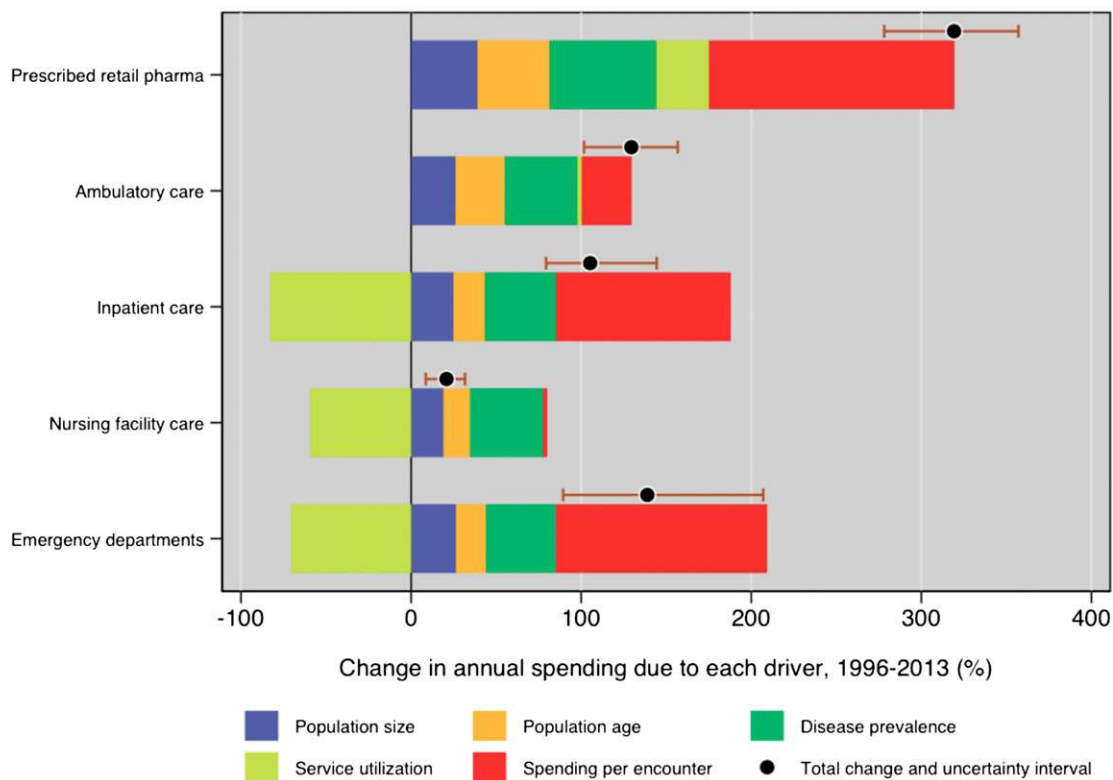 Prescribed retail pharma
Ambulatory care
Inpatient care
Nursing facility care
Emergency departments
-100 0 100 200 300 400
Change in annual spending due to each driver, 1996-2013 (%)
Population size Population age Disease prevalence
Service utilization Spending per encounter Total change and uncertainty interval